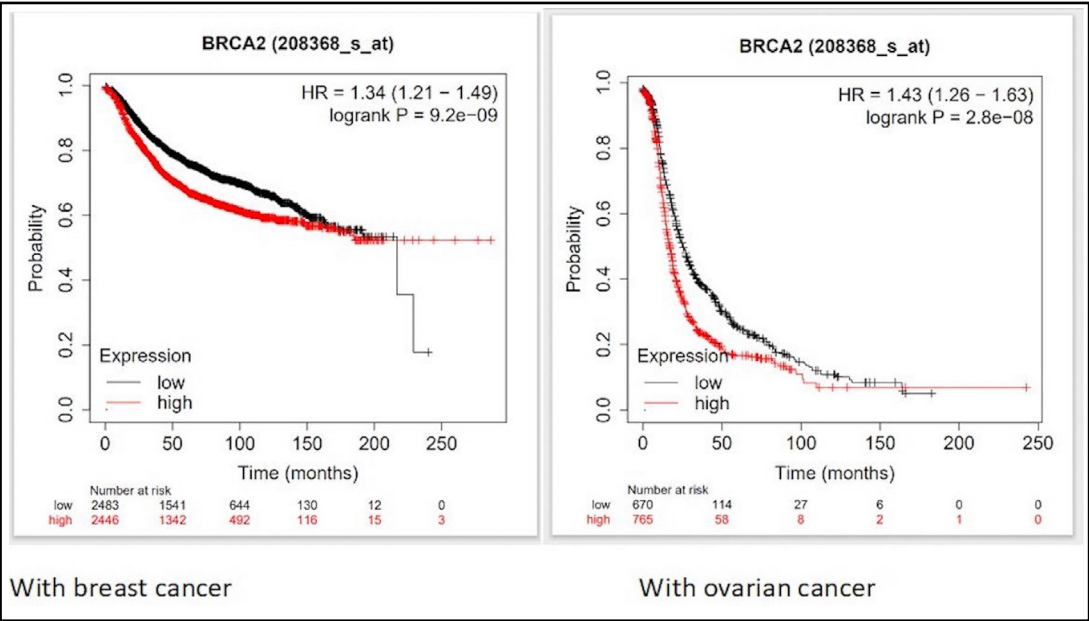 BRCA2 (208368_s_at)
HR = 1.34 (1.21 − 1.49)
logrank P = 9.2e−09
Probability
1.0
0.8
0.6
0.4
0.2
0.0
Expression
low
high
0 50 100 150 200 250
Time (months)
Number at risk
low 2483 1541 644 130 12 0
high 2446 1342 492 116 15 3
With breast cancer
BRCA2 (208368_s_at)
HR = 1.43 (1.26 − 1.63)
logrank P = 2.8e−08
Probability
1.0
0.8
0.6
0.4
0.2
0.0
Expression
low
high
0 50 100 150 200 250
Time (months)
Number at risk
low 670 114 27 6 0 0
high 765 58 8 2 1 0
With ovarian cancer